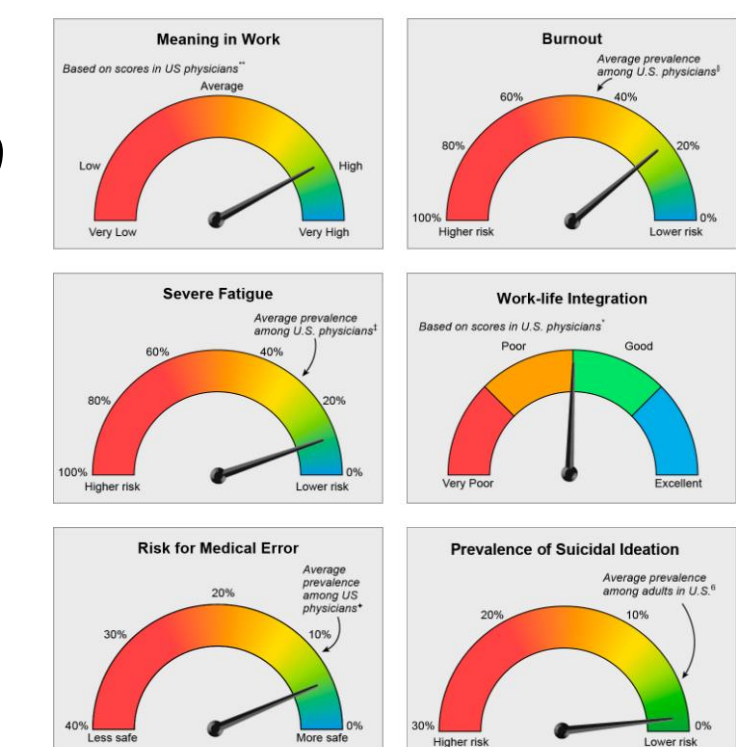 Meaning in Work
Based on scores in US physicians**
Average
Low
High
Very Low
Very High
Burnout
Average prevalence
among U.S. physicians§
60%
40%
80%
20%
100%
0%
Higher risk
Lower risk
Severe Fatigue
Average prevalence
among U.S. physicians‡
60%
40%
80%
20%
100%
0%
Higher risk
Lower risk
Work-life Integration
Based on scores in U.S. physicians*
Poor
Good
Very Poor
Excellent
Risk for Medical Error
Average
prevalence
among US
physicians+
20%
30%
10%
40%
0%
Less safe
More safe
Prevalence of Suicidal Ideation
Average prevalence
among adults in U.S.
20%
10%
30%
0%
Higher risk
Lower risk